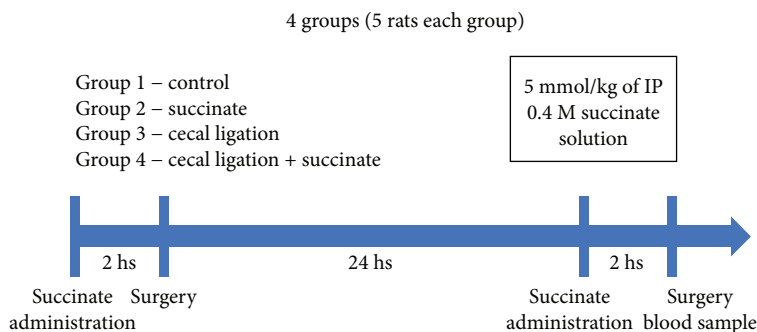 4 groups (5 rats each group)
Group 1 − control
Group 2 − succinate
Group 3 − cecal ligation
Group 4 − cecal ligation + succinate
5 mmol/kg of IP
0.4 M succinate
solution
2 hs
24 hs
2 hs
Succinate
administration
Surgery
Succinate
administration
Surgery
blood sample